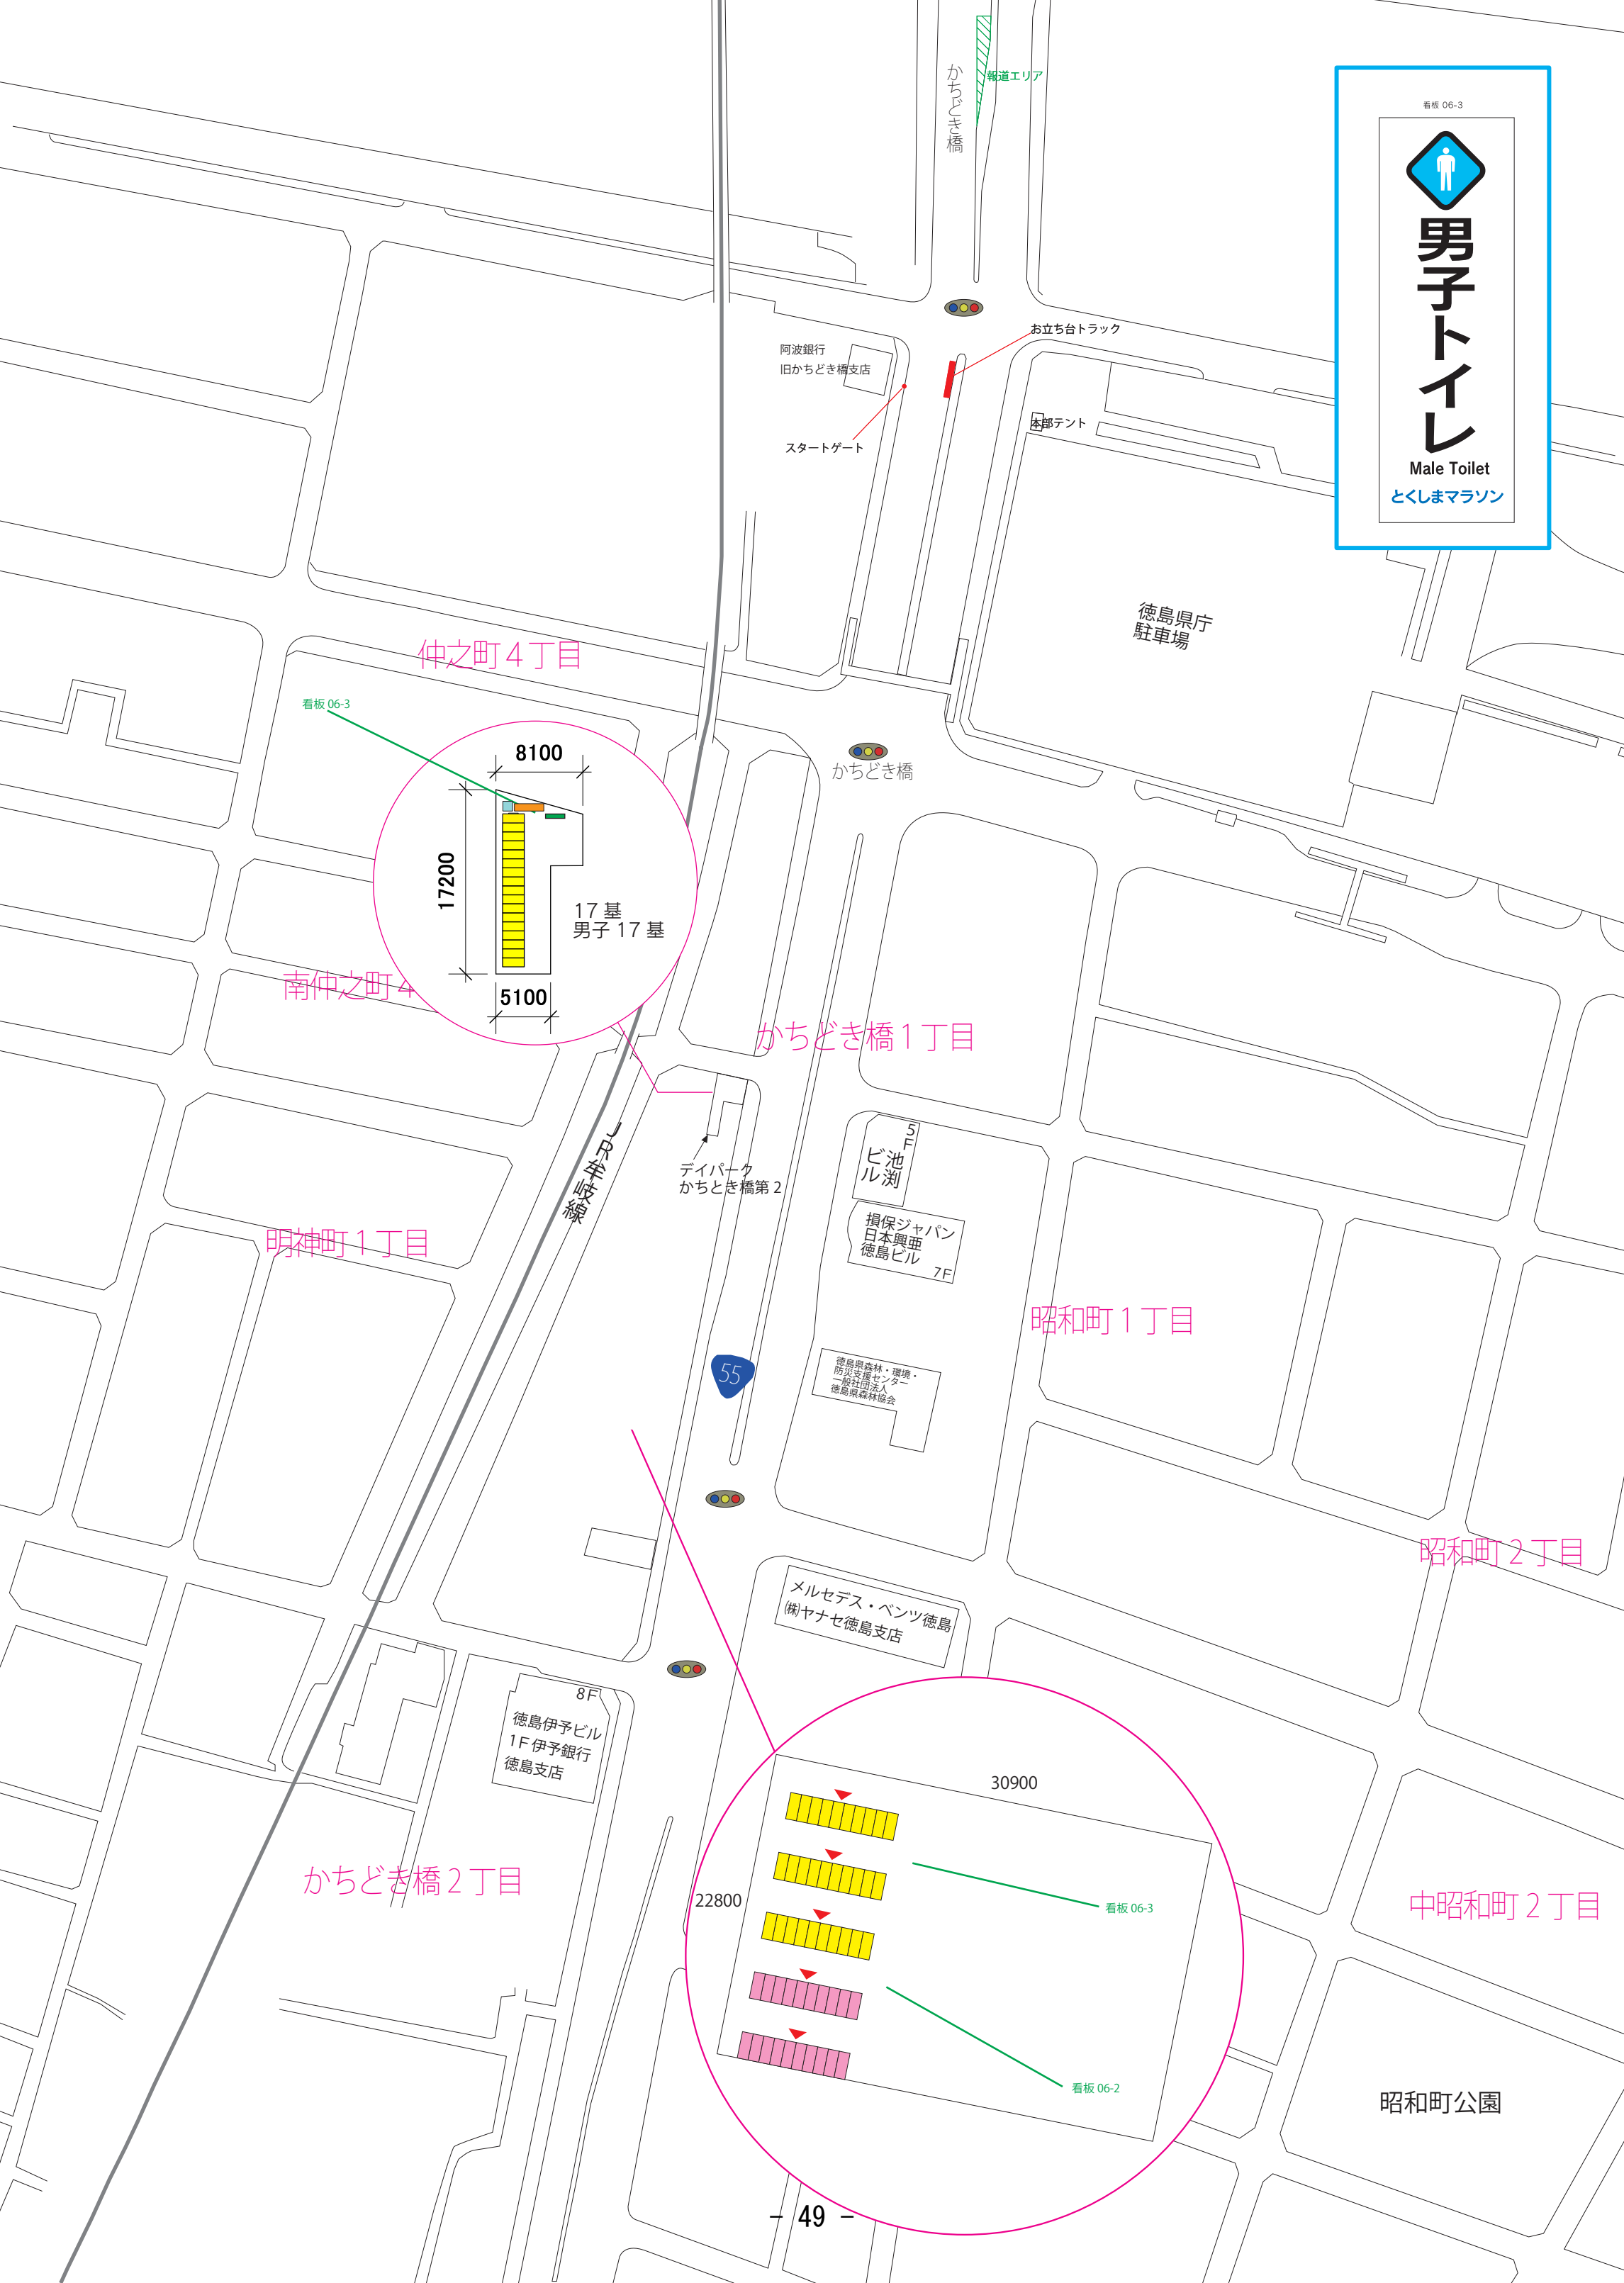 かちどき橋
報道エリア
看板 06-3
男子トイレ
Male Toilet
とくしまマラソン
お立ち台トラック
阿波銀行
旧かちどき橋支店
本部テント
スタートゲート
徳島県庁
駐車場
仲之町４丁目
看板 06-3
8100
17200
17 基
男子 17 基
5100
かちどき橋
南仲之町４
かちどき橋１丁目
JR牟岐線
デイパーク
かちとき橋第２
5F
池渕
ビル
損保ジャパン
日本興亜
徳島ビル
7F
明神町１丁目
昭和町１丁目
徳島県森林・環境・
防災支援センター
一般社団法人
徳島県森林協会
55
昭和町２丁目
メルセデス・ベンツ徳島
㈱ヤナセ徳島支店
8F
徳島伊予ビル
1F伊予銀行
徳島支店
30900
22800
看板 06-3
看板 06-2
かちどき橋２丁目
中昭和町２丁目
昭和町公園
- 49 -